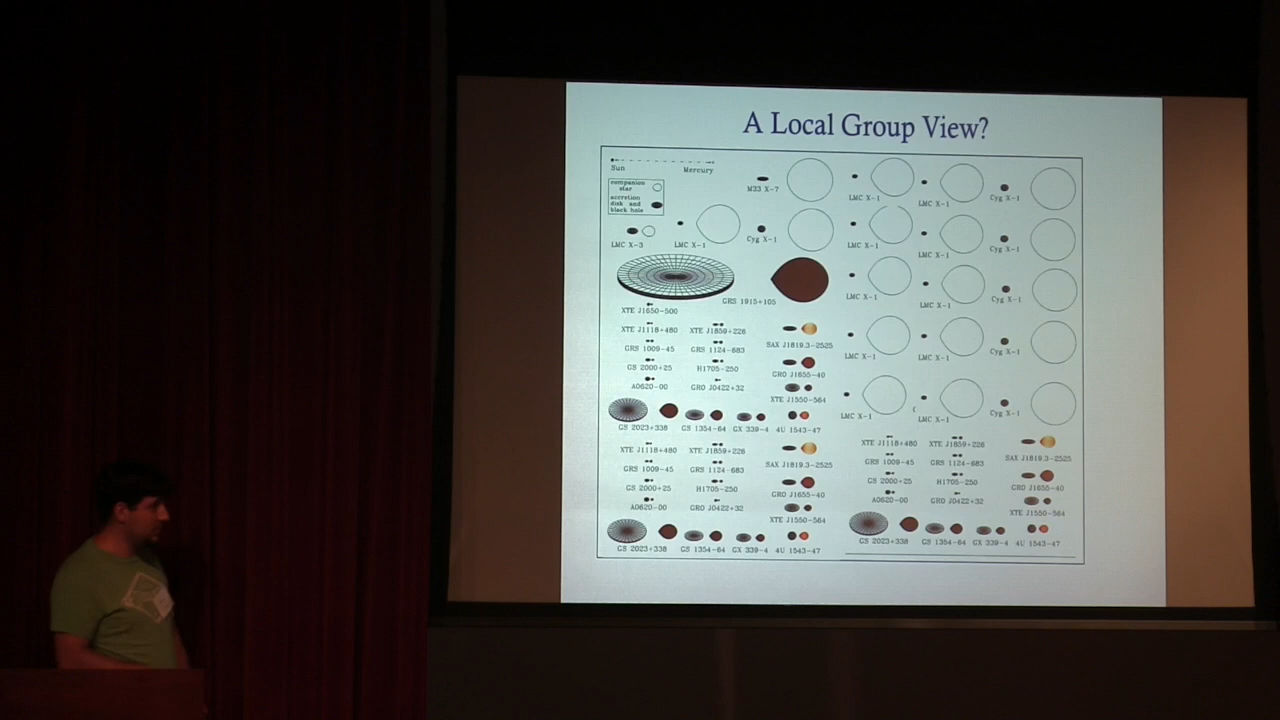 A Local Group View?
Sun
Mercury
companion
star
accretion
disk and
black hole
M33 X-7
LMC X-1
LMC X-1
Cyg X-1
LMC X-3
LMC X-1
Cyg X-1
LMC X-1
LMC X-1
Cyg X-1
GRS 1915+105
LMC X-1
LMC X-1
Cyg X-1
XTE J1650-500
XTE J1118+480
XTE J1859+226
SAX J1819.3-2525
GRS 1009-45
GRS 1124-683
LMC X-1
LMC X-1
Cyg X-1
GS 2000+25
H1705-250
GRO J1655-40
A0620-00
GRO J0422+32
XTE J1550-564
LMC X-1
LMC X-1
Cyg X-1
GS 2023+338
GS 1354-64
GX 339-4
4U 1543-47
XTE J1118+480
XTE J1859+226
SAX J1819.3-2525
GRS 1009-45
GRS 1124-683
GS 2000+25
H1705-250
GRO J1655-40
A0620-00
GRO J0422+32
XTE J1550-564
GS 2023+338
GS 1354-64
GX 339-4
4U 1543-47
XTE J1118+480
XTE J1859+226
SAX J1819.3-2525
GRS 1009-45
GRS 1124-683
GS 2000+25
H1705-250
GRO J1655-40
A0620-00
GRO J0422+32
XTE J1550-564
GS 2023+338
GS 1354-64
GX 339-4
4U 1543-47